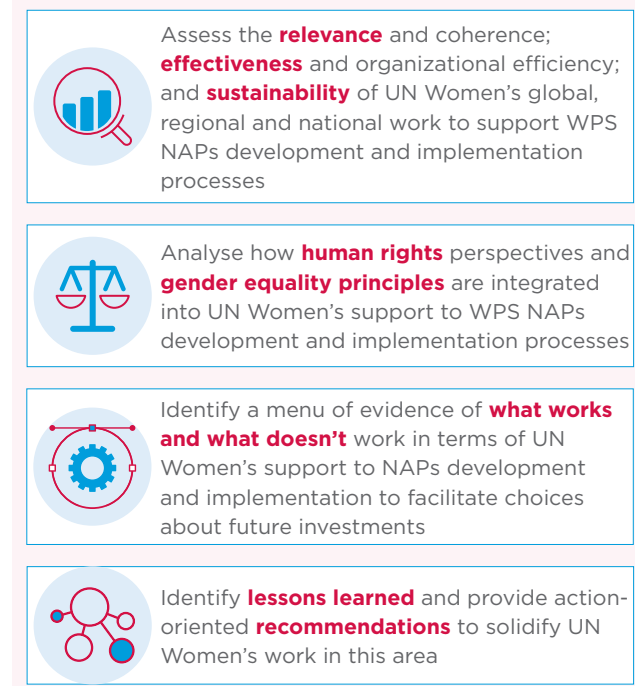 Assess the relevance and coherence;
effectiveness and organizational efficiency;
and sustainability of UN Women's global,
regional and national work to support WPS
NAPs development and implementation
processes
Analyse how human rights perspectives and
gender equality principles are integrated
into UN Women's support to WPS NAPs
development and implementation processes
Identify a menu of evidence of what works
and what doesn't work in terms of UN
Women's support to NAPs development
and implementation to facilitate choices
about future investments
Identify lessons learned and provide action-
oriented recommendations to solidify UN
Women's work in this area